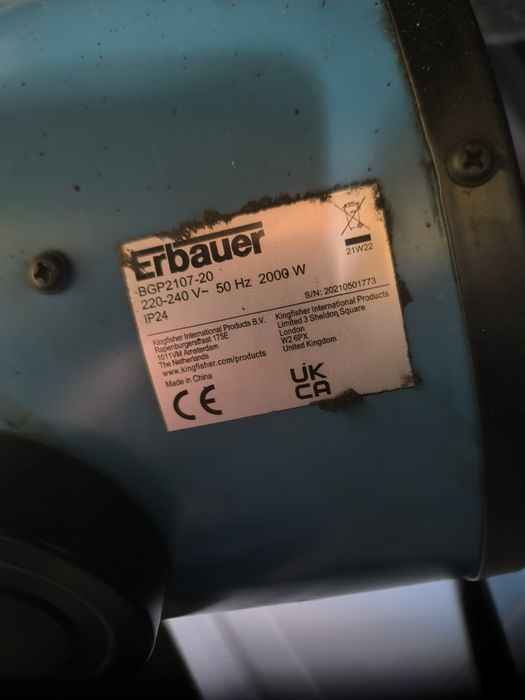 Erbauer
21W22
BGP2107-20
220-240 V~ 50 Hz 2000 W
IP24
S/N: 20210501773
Kingfisher International Products B.V.
Rapenburgerstraat 175E
1011VM Amsterdam
The Netherlands
www.kingfisher.com/products
Kingfisher International Products
Limited 3 Sheldon Square
London
W2 6PX
United Kingdom
Made in China
CE
UK
CA